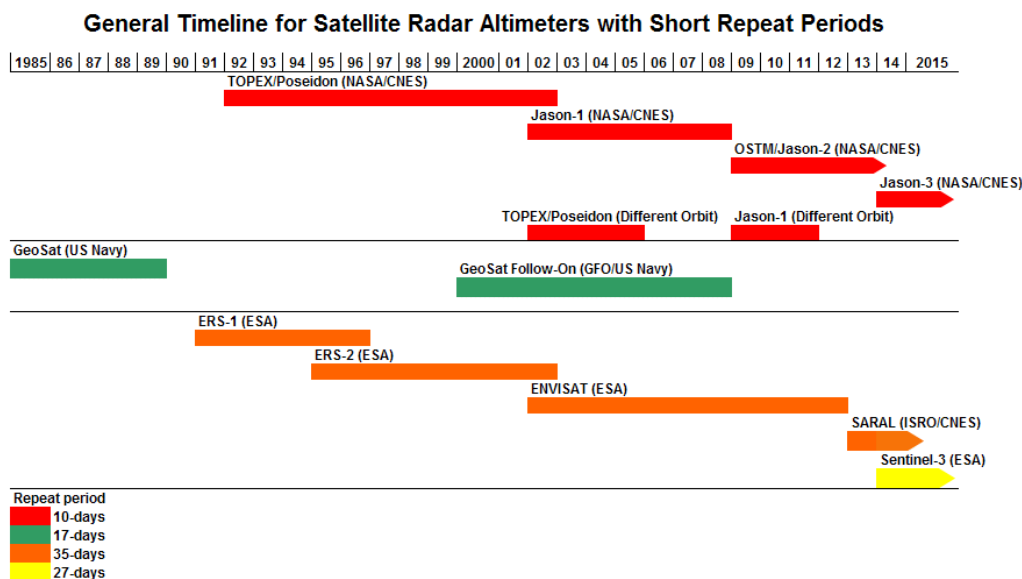 General Timeline for Satellite Radar Altimeters with Short Repeat Periods
1985 86 87 88 89 90 91 92 93 94 95 96 97 98 99 2000 01 02 03 04 05 06 07 08 09 10 11 12 13 14 2015
TOPEX/Poseidon (NASA/CNES)
Jason-1 (NASA/CNES)
OSTM/Jason-2 (NASA/CNES)
Jason-3 (NASA/CNES)
TOPEX/Poseidon (Different Orbit) Jason-1 (Different Orbit)
GeoSat (US Navy)
GeoSat Follow-On (GFO/US Navy)
ERS-1 (ESA)
ERS-2 (ESA)
ENVISAT (ESA)
SARAL (ISRO/CNES)
Sentinel-3 (ESA)
Repeat period
10-days
17-days
35-days
27-days